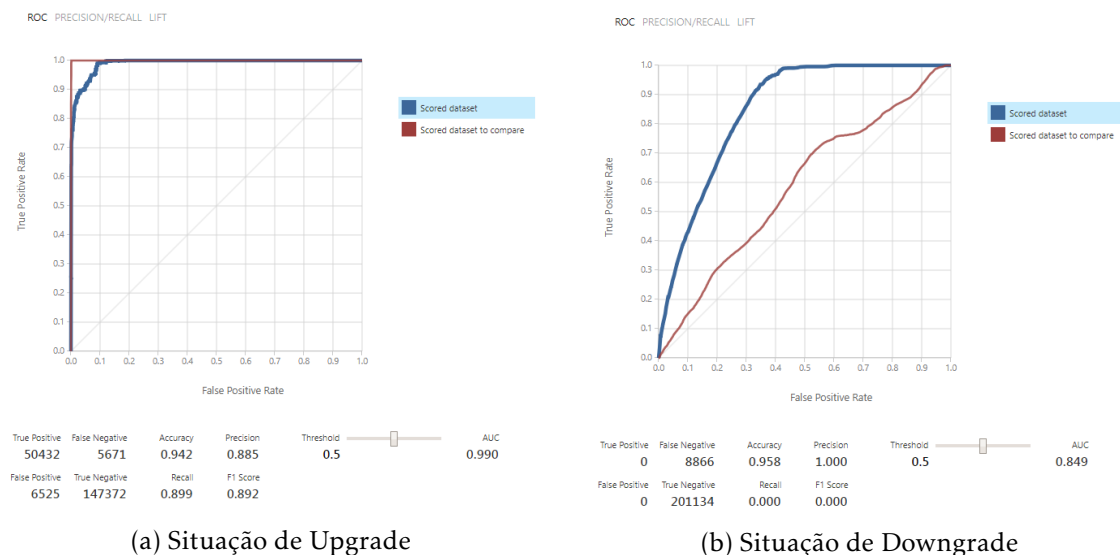 ROC PRECISION/RECALL LIFT
1.0
0.9
0.8
0.7
0.6
0.5
0.4
0.3
0.2
0.1
0.0
0.0 0.1 0.2 0.3 0.4 0.5 0.6 0.7 0.8 0.9 1.0
True Positive Rate
False Positive Rate
Scored dataset
Scored dataset to compare
True Positive False Negative Accuracy Precision Threshold AUC
50432 5671 0.942 0.885 0.5 0.990
False Positive True Negative Recall F1 Score
6525 147372 0.899 0.892
(a) Situação de Upgrade
ROC PRECISION/RECALL LIFT
1.0
0.9
0.8
0.7
0.6
0.5
0.4
0.3
0.2
0.1
0.0
0.0 0.1 0.2 0.3 0.4 0.5 0.6 0.7 0.8 0.9 1.0
True Positive Rate
False Positive Rate
Scored dataset
Scored dataset to compare
True Positive False Negative Accuracy Precision Threshold AUC
0 8866 0.958 1.000 0.5 0.849
False Positive True Negative Recall F1 Score
0 201134 0.000 0.000
(b) Situação de Downgrade